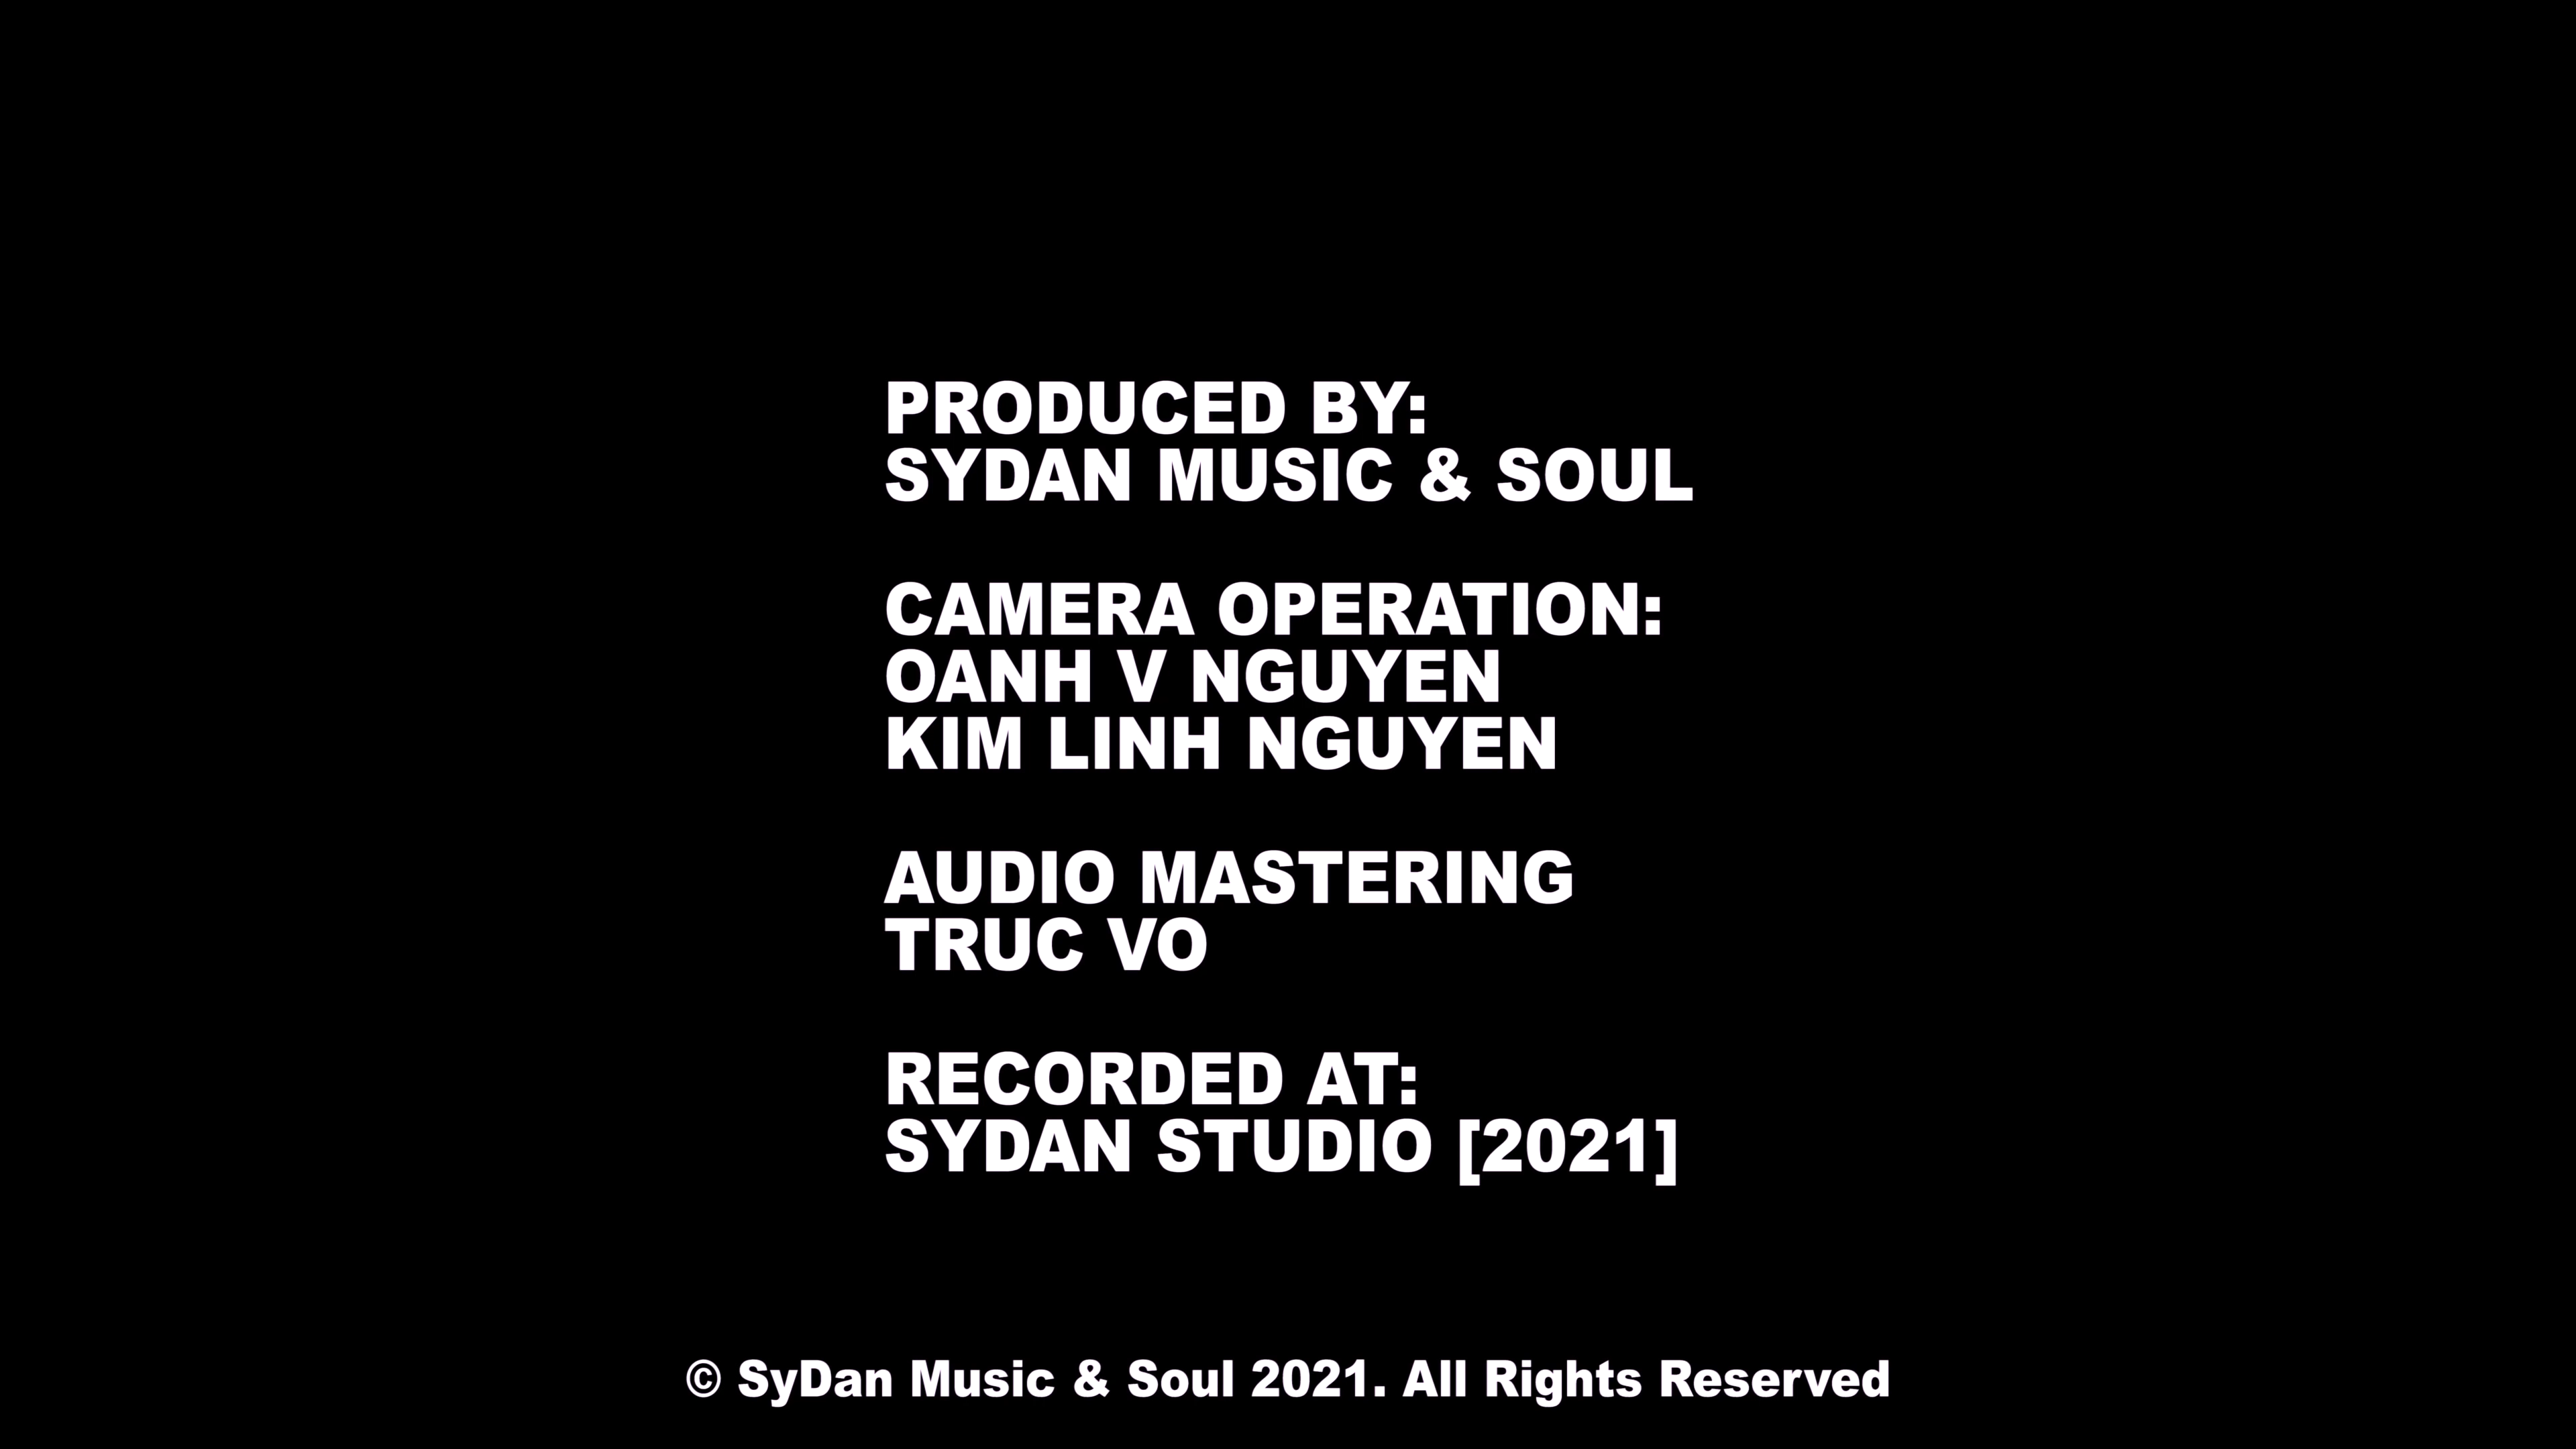 PRODUCED BY:
SYDAN MUSIC & SOUL
CAMERA OPERATION:
OANH V NGUYEN
KIM LINH NGUYEN
AUDIO MASTERING
TRUC VO
RECORDED AT:
SYDAN STUDIO [2021]
© SyDan Music & Soul 2021. All Rights Reserved